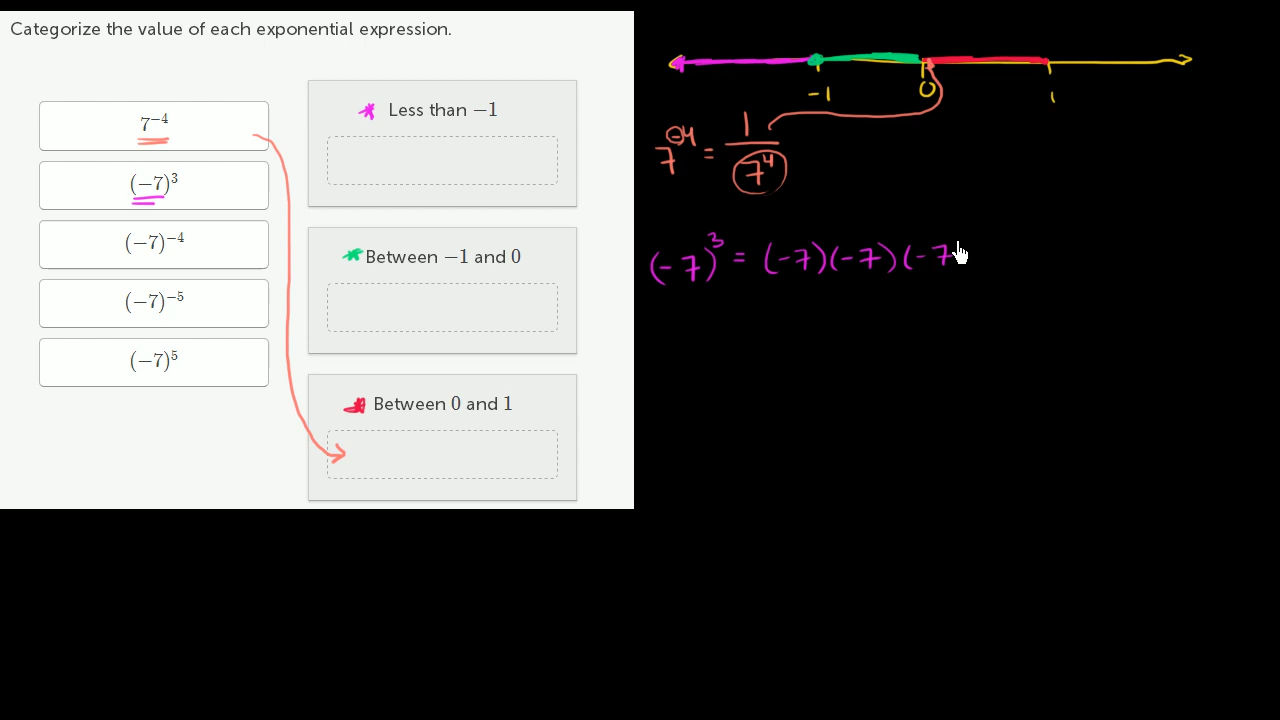 Categorize the value of each exponential expression.
7⁻⁴
(−7)³
(−7)⁻⁴
(−7)⁻⁵
(−7)⁵
Less than −1
Between −1 and 0
Between 0 and 1
-1 0 1
7⁻⁴ = 1/7⁴
(-7)³ = (-7)(-7)(-7